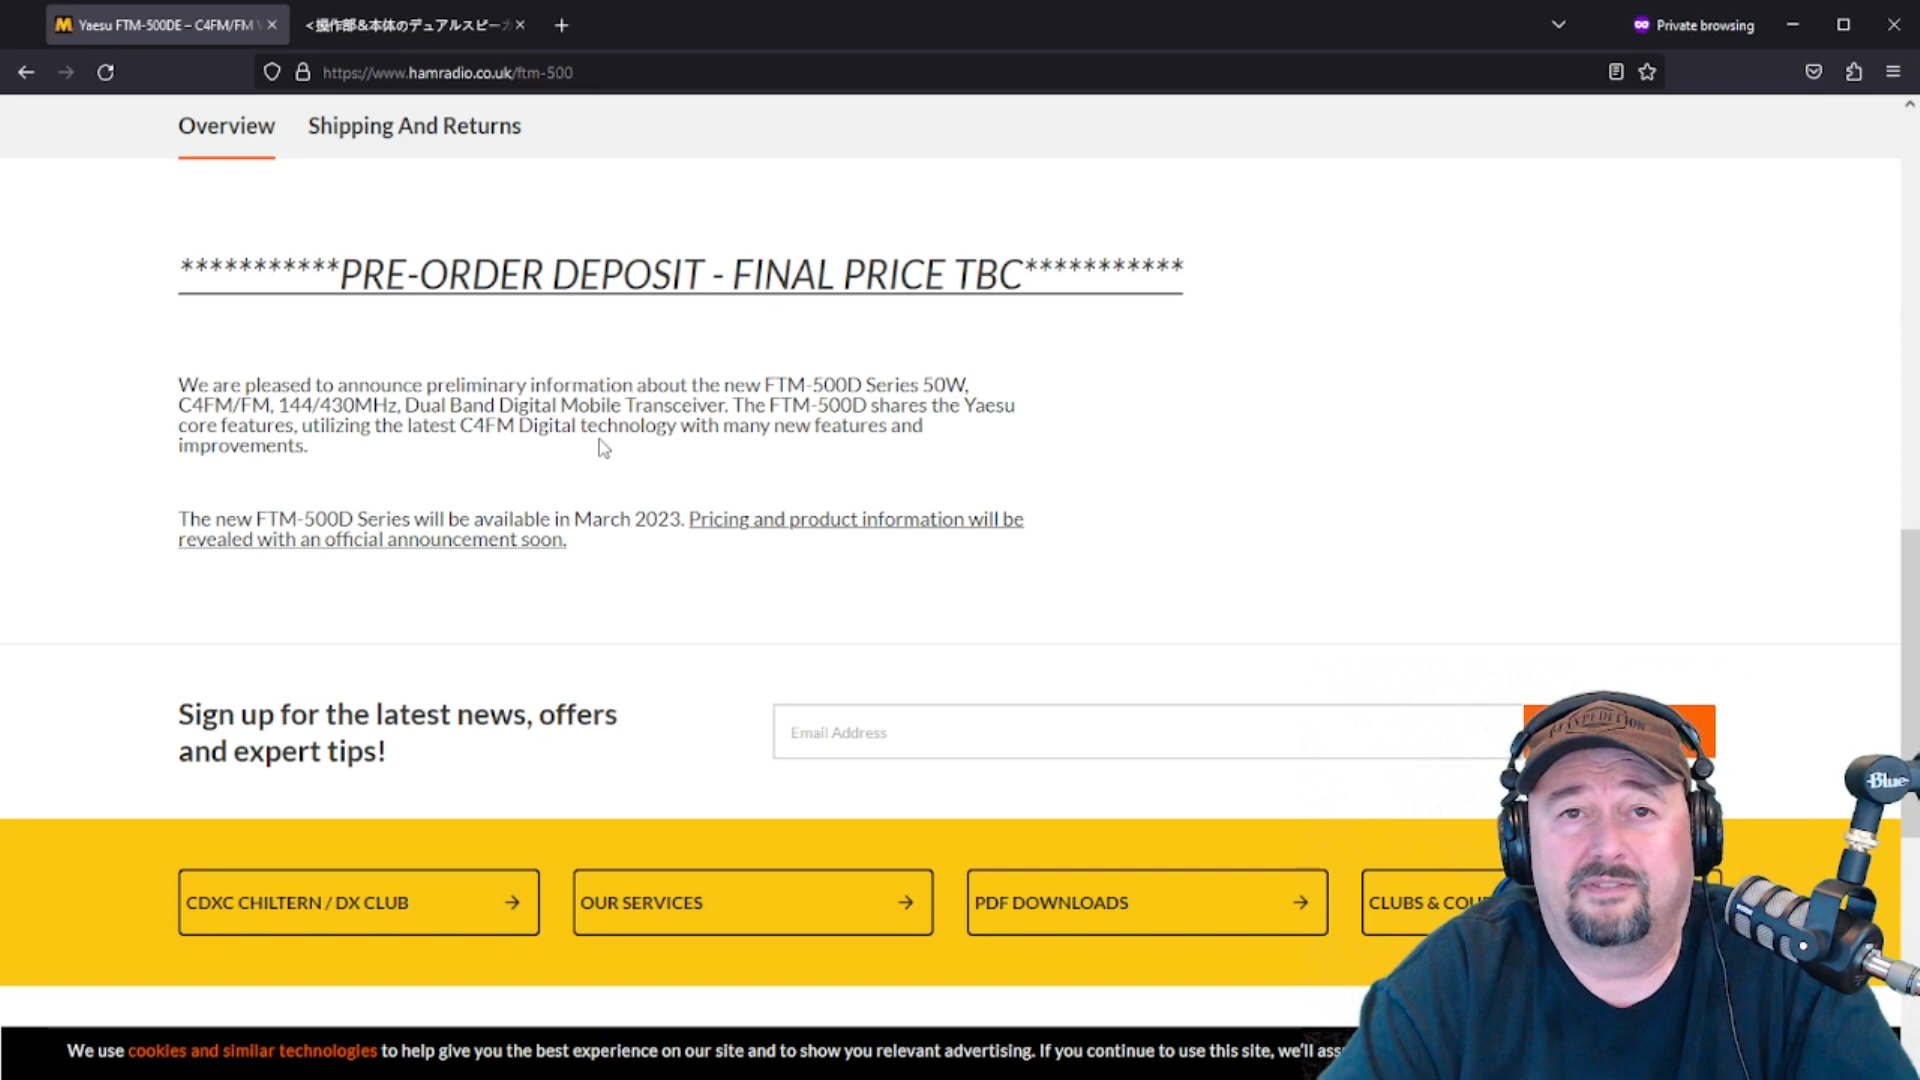 Yaesu FTM-500DE – C4FM/FM
<操作部&本体のデュアルスピー
Private browsing
https://www.hamradio.co.uk/ftm-500
Overview
Shipping And Returns
***********PRE-ORDER DEPOSIT - FINAL PRICE TBC***********
We are pleased to announce preliminary information about the new FTM-500D Series 50W,
C4FM/FM, 144/430MHz, Dual Band Digital Mobile Transceiver. The FTM-500D shares the Yaesu
core features, utilizing the latest C4FM Digital technology with many new features and
improvements.
The new FTM-500D Series will be available in March 2023. Pricing and product information will be
revealed with an official announcement soon.
Sign up for the latest news, offers
and expert tips!
Email Address
EXPEDITION
Blue
CDXC CHILTERN / DX CLUB
OUR SERVICES
PDF DOWNLOADS
CLUBS & COU
We use cookies and similar technologies to help give you the best experience on our site and to show you relevant advertising. If you continue to use this site, we'll ass